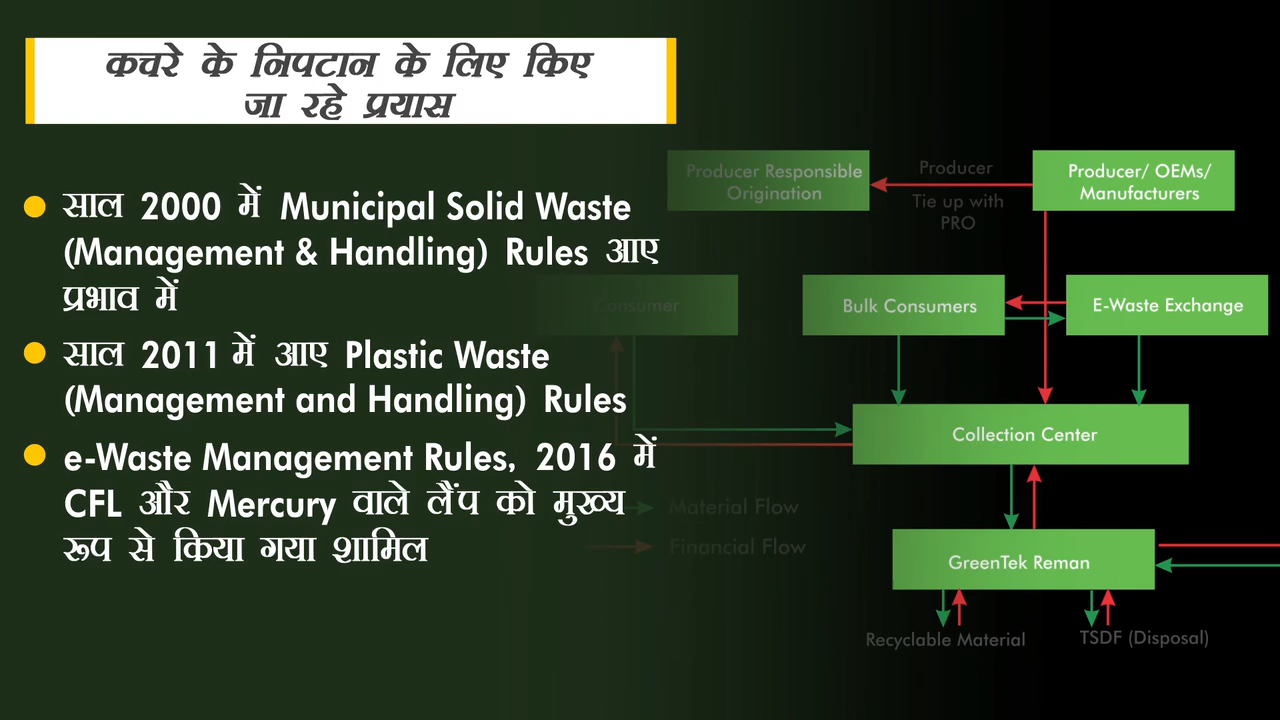 कचरे के निपटान के लिए किए
जा रहे प्रयास
साल 2000 में Municipal Solid Waste
(Management & Handling) Rules आए
प्रभाव में
साल 2011 में आए Plastic Waste
(Management and Handling) Rules
e-Waste Management Rules, 2016 में
CFL और Mercury वाले लैंप को मुख्य
रूप से किया गया शामिल
Producer Responsible
Origination
Producer
Tie up with
PRO
Producer/ OEMs/
Manufacturers
Consumer
Bulk Consumers
E-Waste Exchange
Collection Center
Material Flow
Financial Flow
GreenTek Reman
Recyclable Material
TSDF (Disposal)